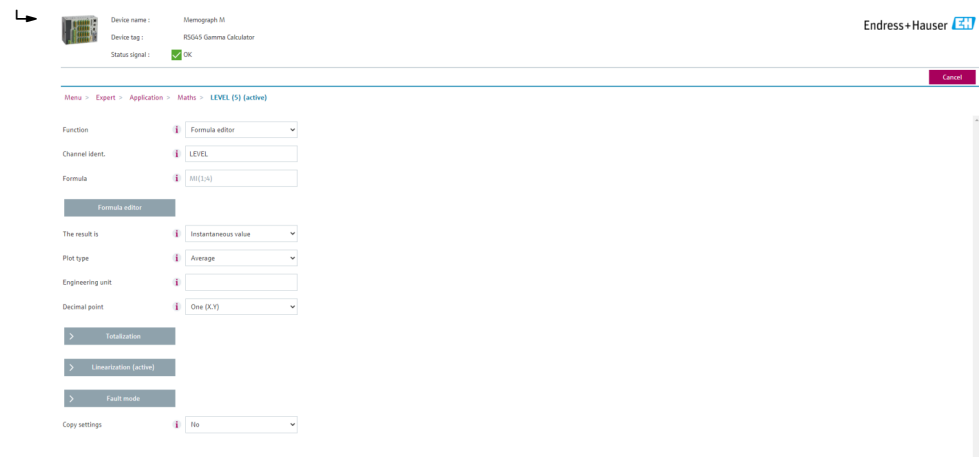 Device name : Memograph M
Device tag : RSG45 Gamma Calculator
Status signal : OK
Endress+Hauser EH
Cancel
Menu > Expert > Application > Maths > LEVEL (5) (active)
Function i Formula editor
Channel ident. i LEVEL
Formula i MI(1;4)
Formula editor
The result is i Instantaneous value
Plot type i Average
Engineering unit i
Decimal point i One (X.Y)
> Totalization
> Linearization (active)
> Fault mode
Copy settings i No